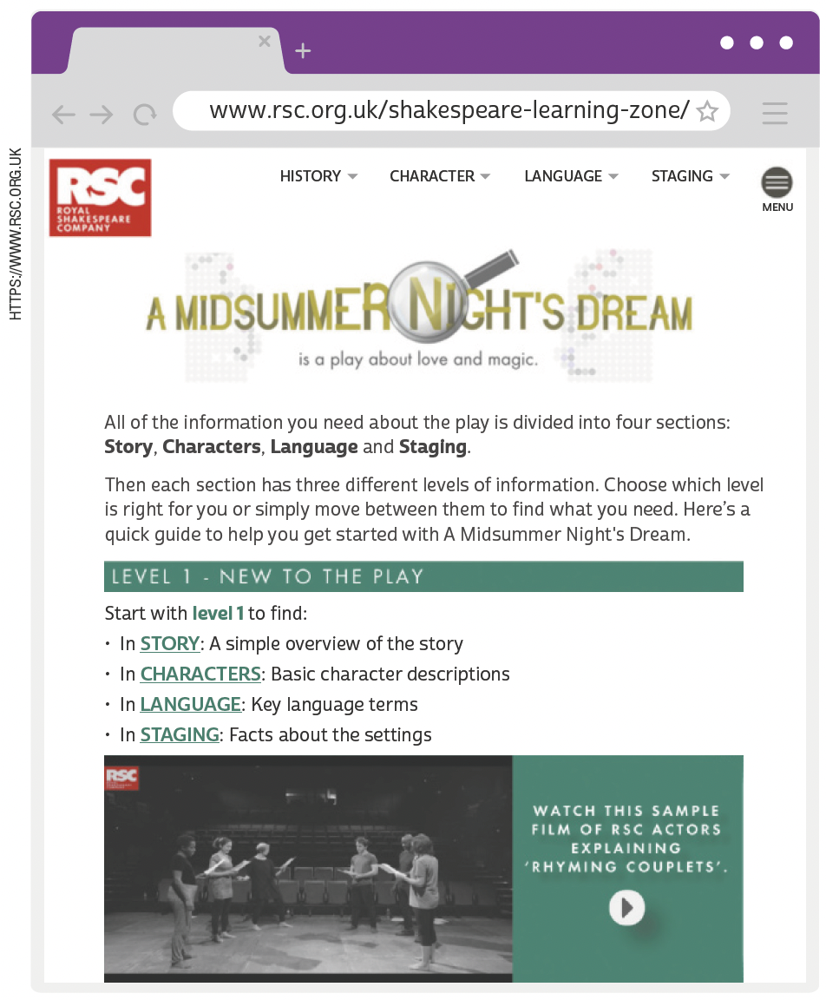 www.rsc.org.uk/shakespeare-learning-zone/
HTTPS://WWW.RSC.ORG.UK
RSC
ROYAL
SHAKESPEARE
COMPANY
HISTORY CHARACTER LANGUAGE STAGING
MENU
A MIDSUMMER NIGHT'S DREAM
is a play about love and magic.
All of the information you need about the play is divided into four sections:
Story, Characters, Language and Staging.
Then each section has three different levels of information. Choose which level
is right for you or simply move between them to find what you need. Here’s a
quick guide to help you get started with A Midsummer Night's Dream.
LEVEL 1 - NEW TO THE PLAY
Start with level 1 to find:
• In STORY: A simple overview of the story
• In CHARACTERS: Basic character descriptions
• In LANGUAGE: Key language terms
• In STAGING: Facts about the settings
RSC
WATCH THIS SAMPLE
FILM OF RSC ACTORS
EXPLAINING
‘RHYMING COUPLETS’.